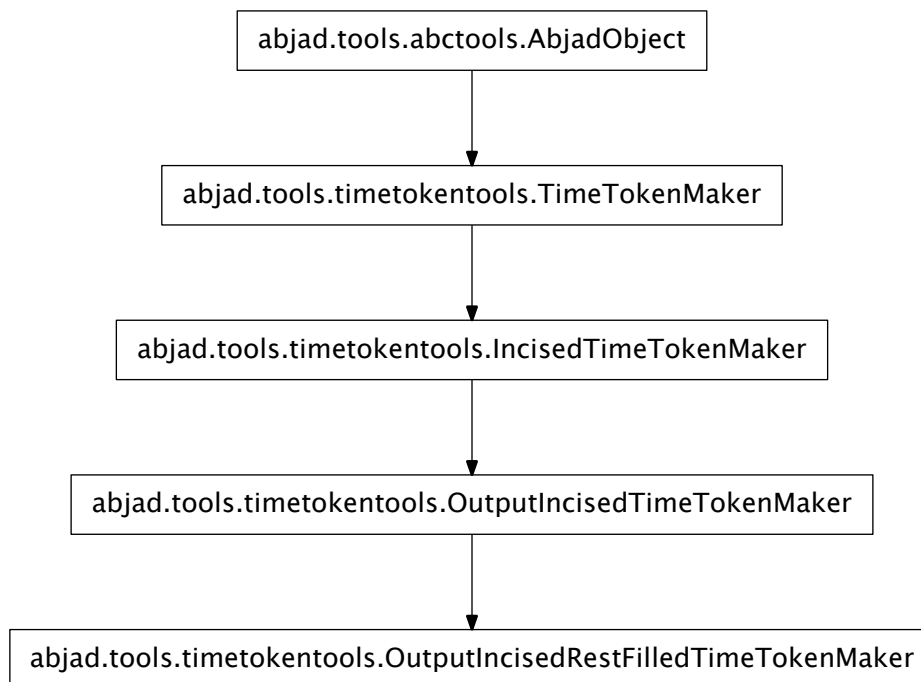 abjad.tools.abctools.AbjadObject
abjad.tools.timetokentools.TimeTokenMaker
abjad.tools.timetokentools.IncisedTimeTokenMaker
abjad.tools.timetokentools.OutputIncisedTimeTokenMaker
abjad.tools.timetokentools.OutputIncisedRestFilledTimeTokenMaker